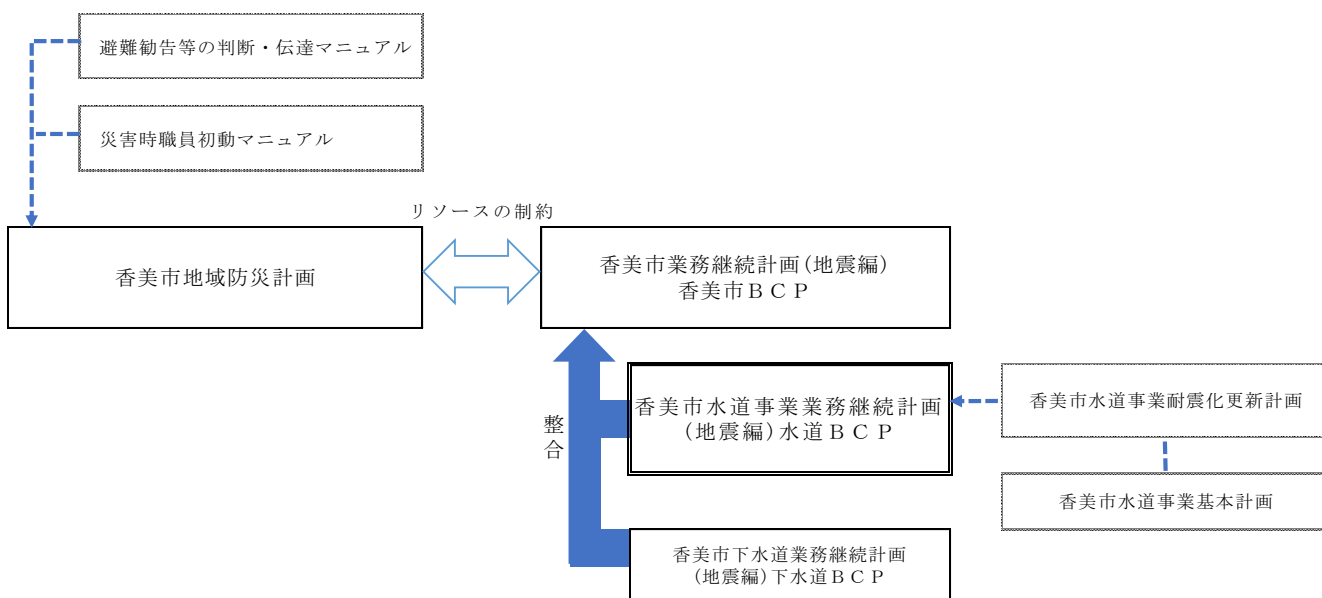 避難勧告等の判断・伝達マニュアル
災害時職員初動マニュアル
リソースの制約
香美市地域防災計画
香美市業務継続計画(地震編)
香美市ＢＣＰ
整合
香美市水道事業業務継続計画
(地震編)水道ＢＣＰ
香美市水道事業耐震化更新計画
香美市水道事業基本計画
香美市下水道業務継続計画
(地震編)下水道ＢＣＰ